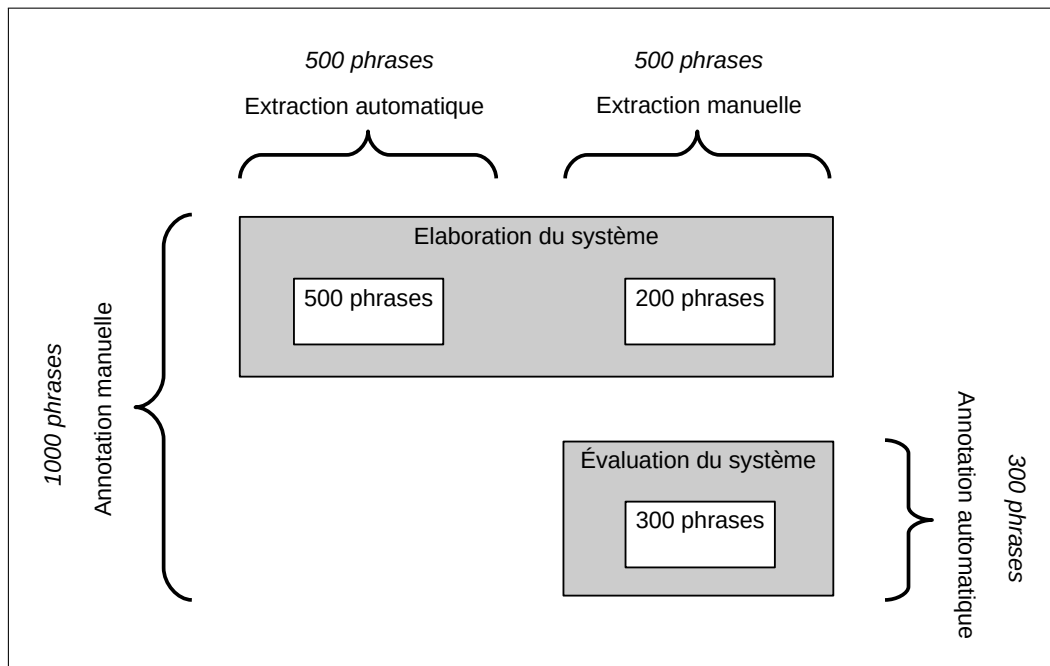 500 phrases
Extraction automatique
500 phrases
Extraction manuelle
Elaboration du système
500 phrases
200 phrases
1000 phrases
Annotation manuelle
Évaluation du système
300 phrases
Annotation automatique
300 phrases